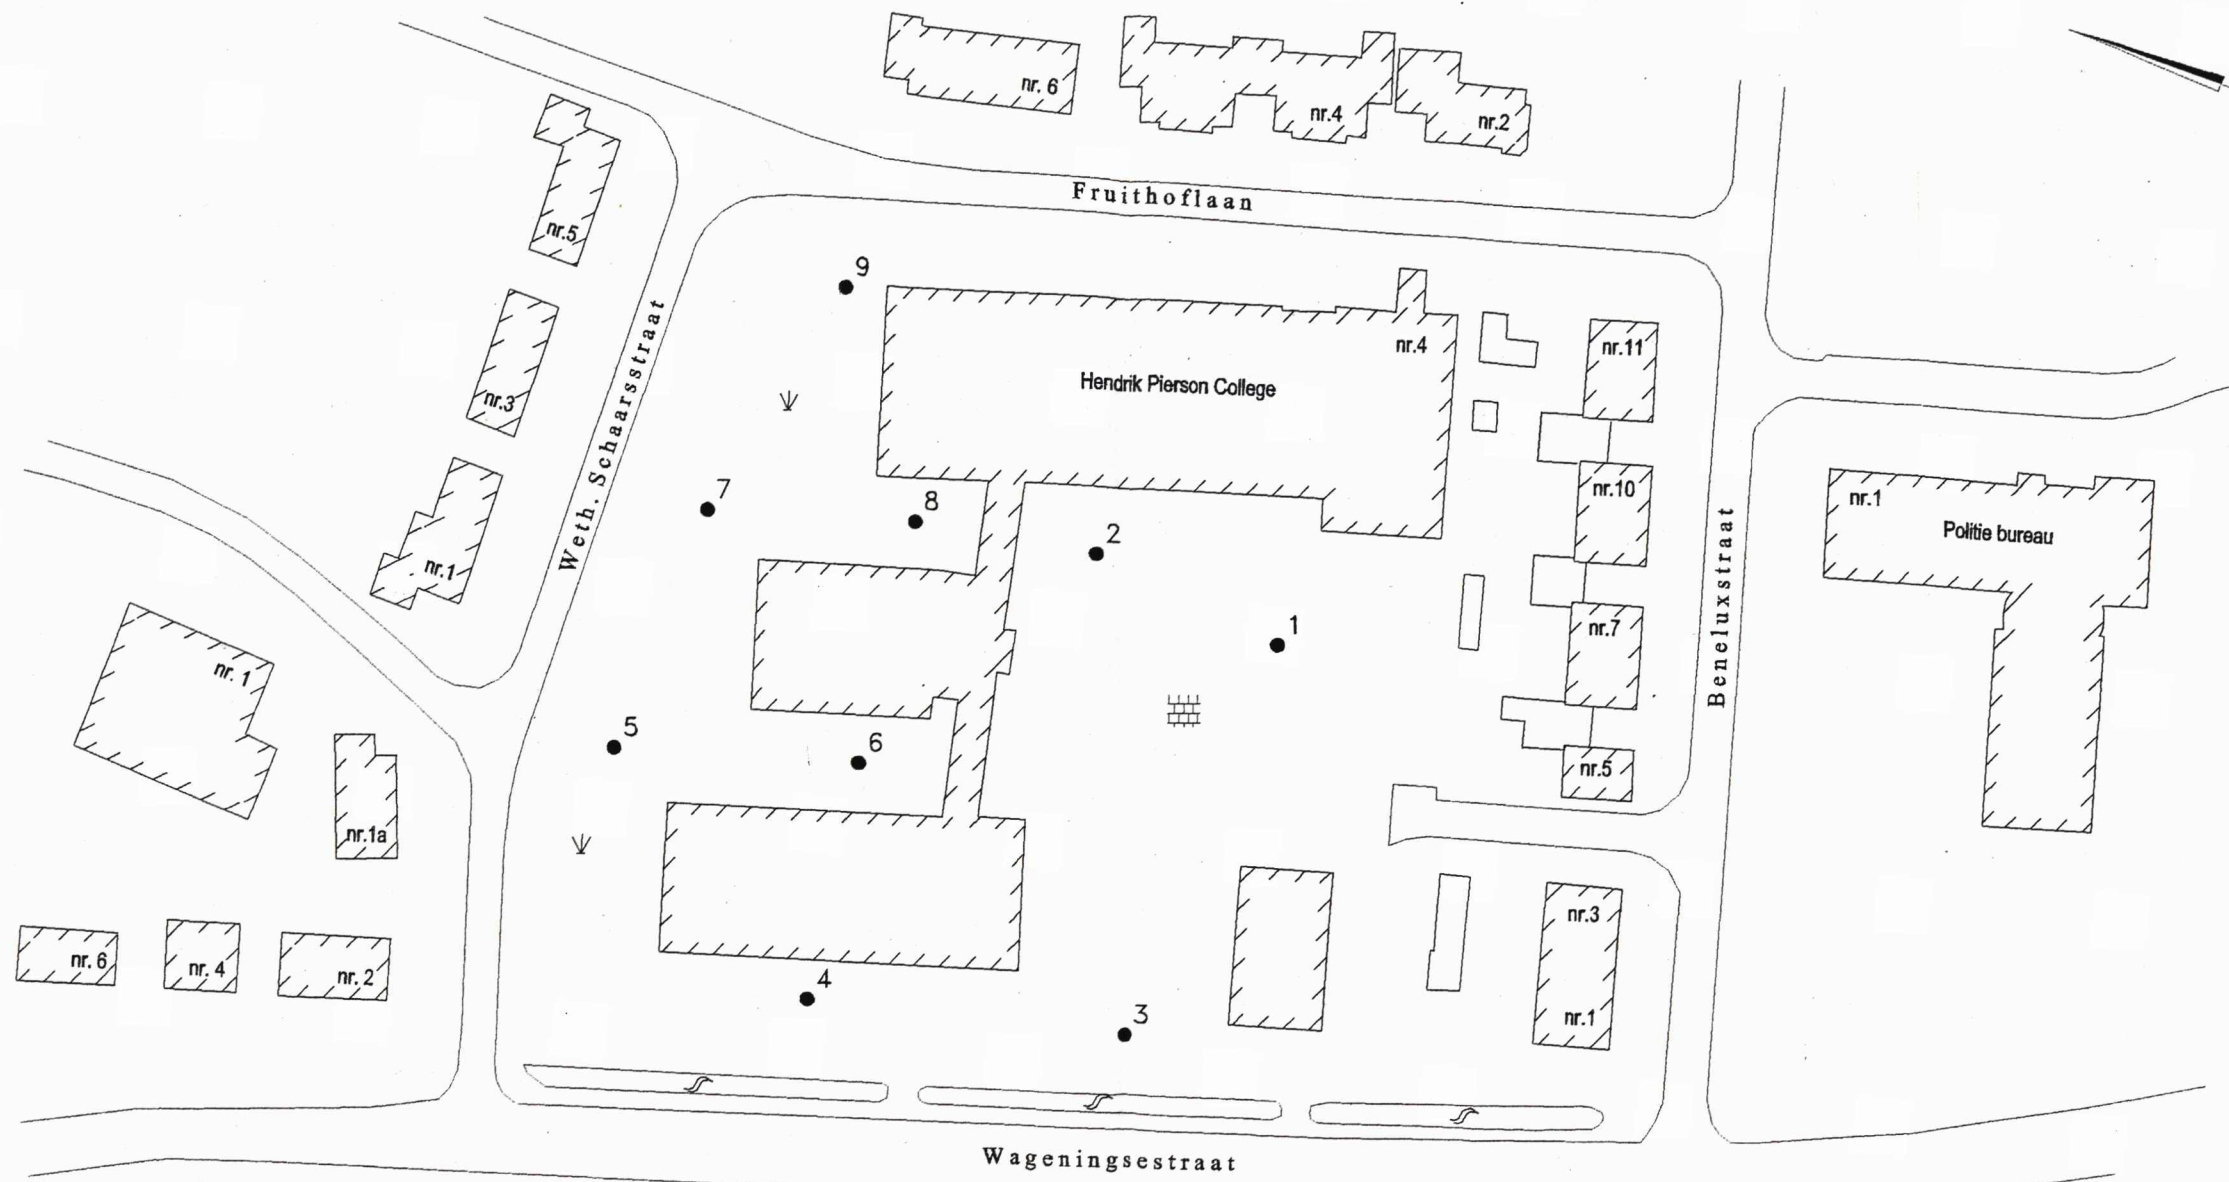 nr. 6
nr.4
nr.2
Fruithoflaan
nr.5
9
Weth. Schaarsstraat
nr.4
nr.11
Hendrik Pierson College
nr.3
7
8
nr.10
nr.1
Politie bureau
2
Beneluxstraat
nr.1
1
nr.7
nr. 1
5
6
nr.5
nr.1a
nr.3
nr. 6
nr. 4
nr. 2
4
3
nr.1
Wageningsestraat